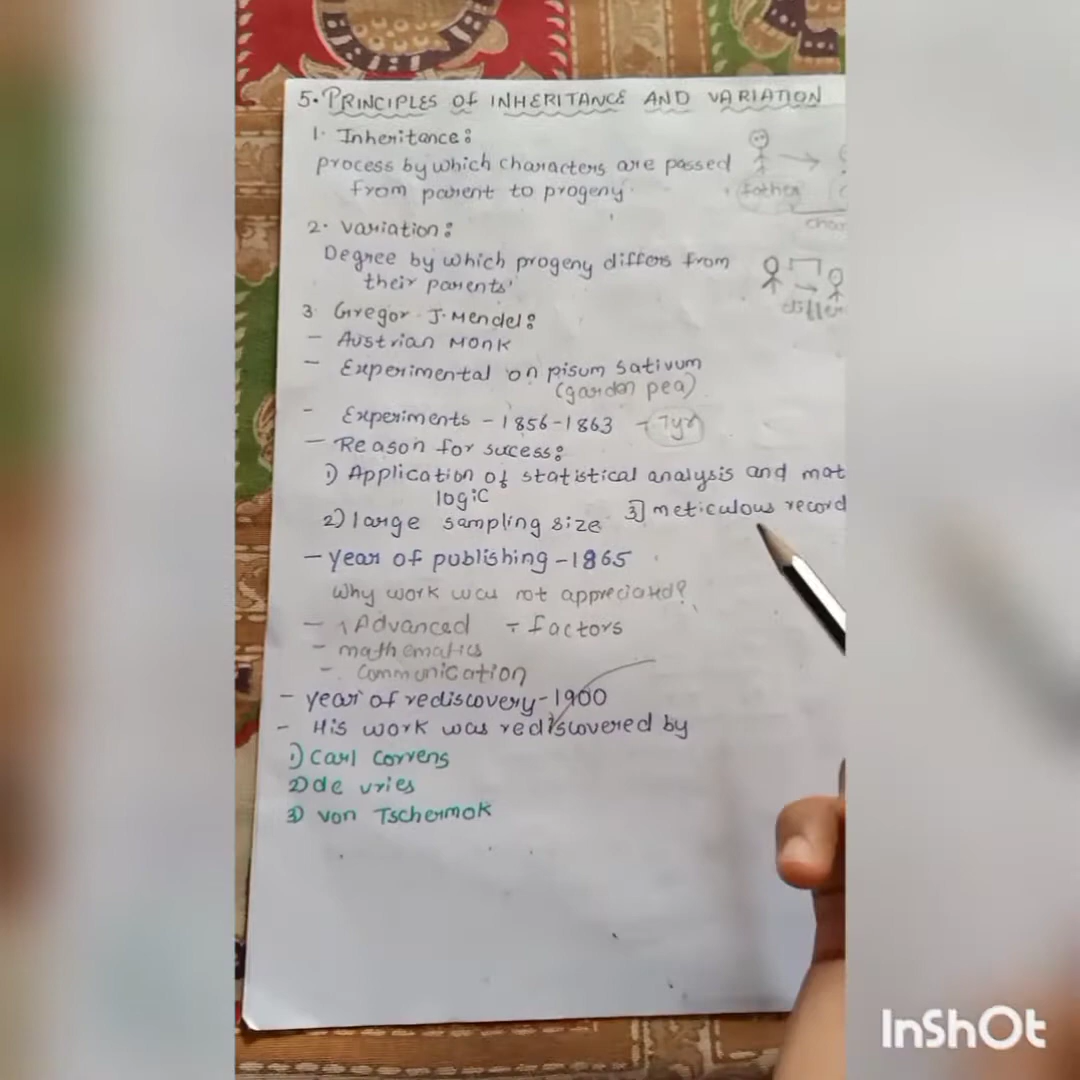 5. PRINCIPLES OF INHERITANCE AND VARIATION
1. Inheritance:
process by which characters are passed
from parent to progeny.
father
2. Variation:
Degree by which progeny differs from
their parents'
3. Gregor J. Mendel:
- Austrian Monk
- Experimental on pisum sativum
(garden pea)
- Experiments - 1856-1863 - 7yr
- Reason for sucess:
1) Application of statistical analysis and mat
logic
2) large sampling size 3] meticulous record
- year of publishing - 1865
Why work was not appreciated?
- Advanced - factors
- mathematics
- Communication
- year of rediscovery - 1900
- His work was rediscovered by
1) Carl Correns
2) de vries
3) von Tschermok
InShOt